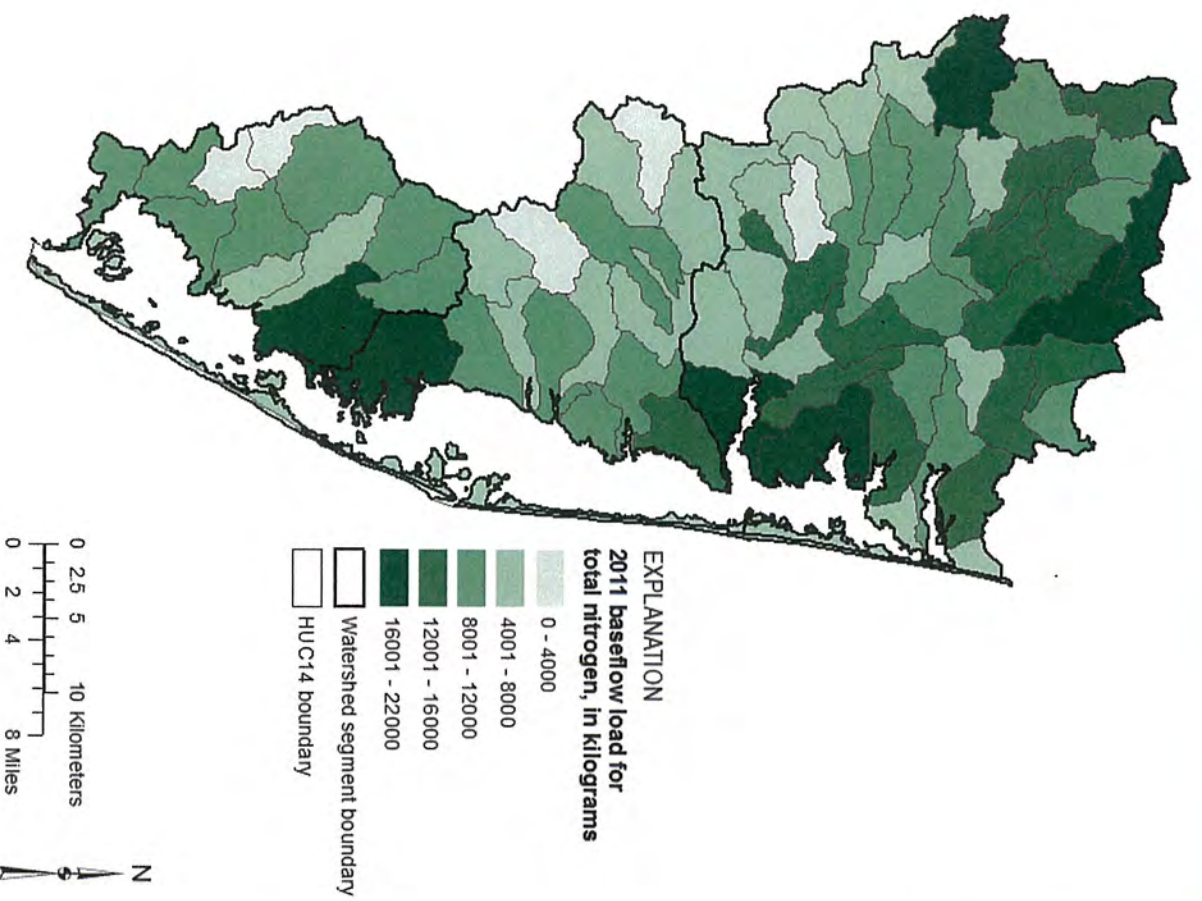 EXPLANATION
2011 baseflow load for
total nitrogen, in kilograms
0 - 4000
4001 - 8000
8001 - 12000
12001 - 16000
16001 - 22000
Watershed segment boundary
HUC14 boundary
0 2.5 5 10 Kilometers
0 2 4 8 Miles
N